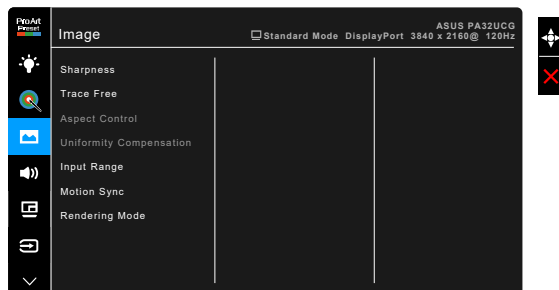 ProArt
Preset
Image
ASUS PA32UCG
Standard Mode DisplayPort 3840 x 2160@ 120Hz
Sharpness
Trace Free
Aspect Control
Uniformity Compensation
Input Range
Motion Sync
Rendering Mode